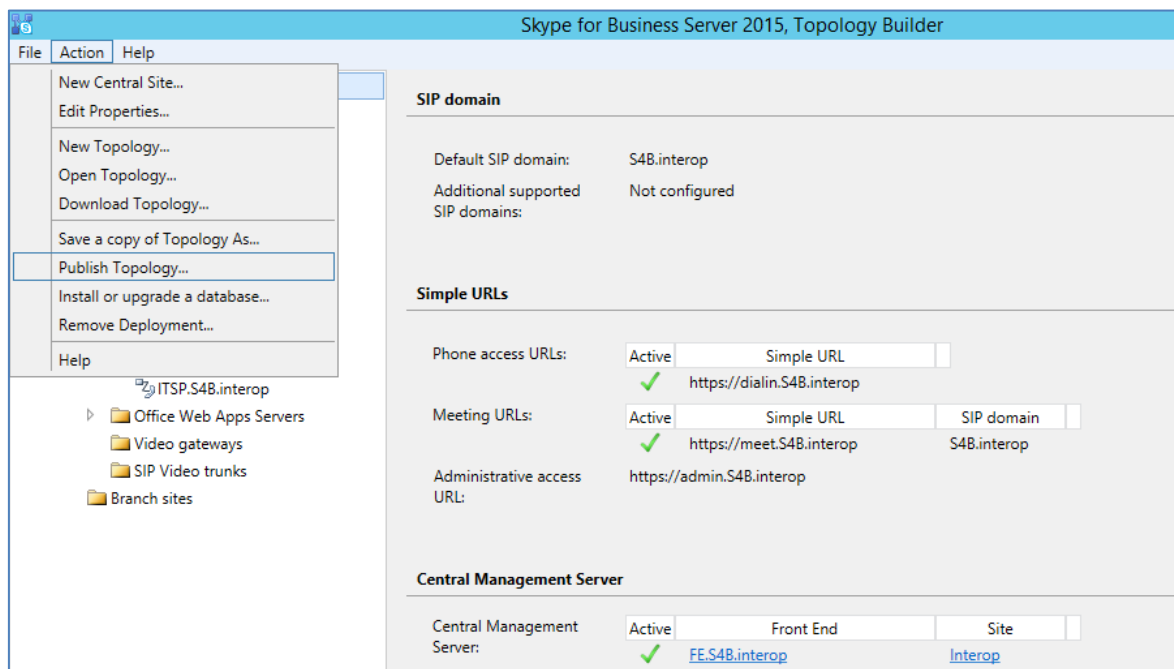 Skype for Business Server 2015, Topology Builder
File Action Help
New Central Site...
Edit Properties...
New Topology...
Open Topology...
Download Topology...
Save a copy of Topology As...
Publish Topology...
Install or upgrade a database...
Remove Deployment...
Help
ITSP.S4B.interop
Office Web Apps Servers
Video gateways
SIP Video trunks
Branch sites
SIP domain
Default SIP domain: S4B.interop
Additional supported Not configured
SIP domains:
Simple URLs
Phone access URLs: Active Simple URL
https://dialin.S4B.interop
Meeting URLs: Active Simple URL SIP domain
https://meet.S4B.interop S4B.interop
Administrative access https://admin.S4B.interop
URL:
Central Management Server
Central Management Active Front End Site
Server: FE.S4B.interop Interop